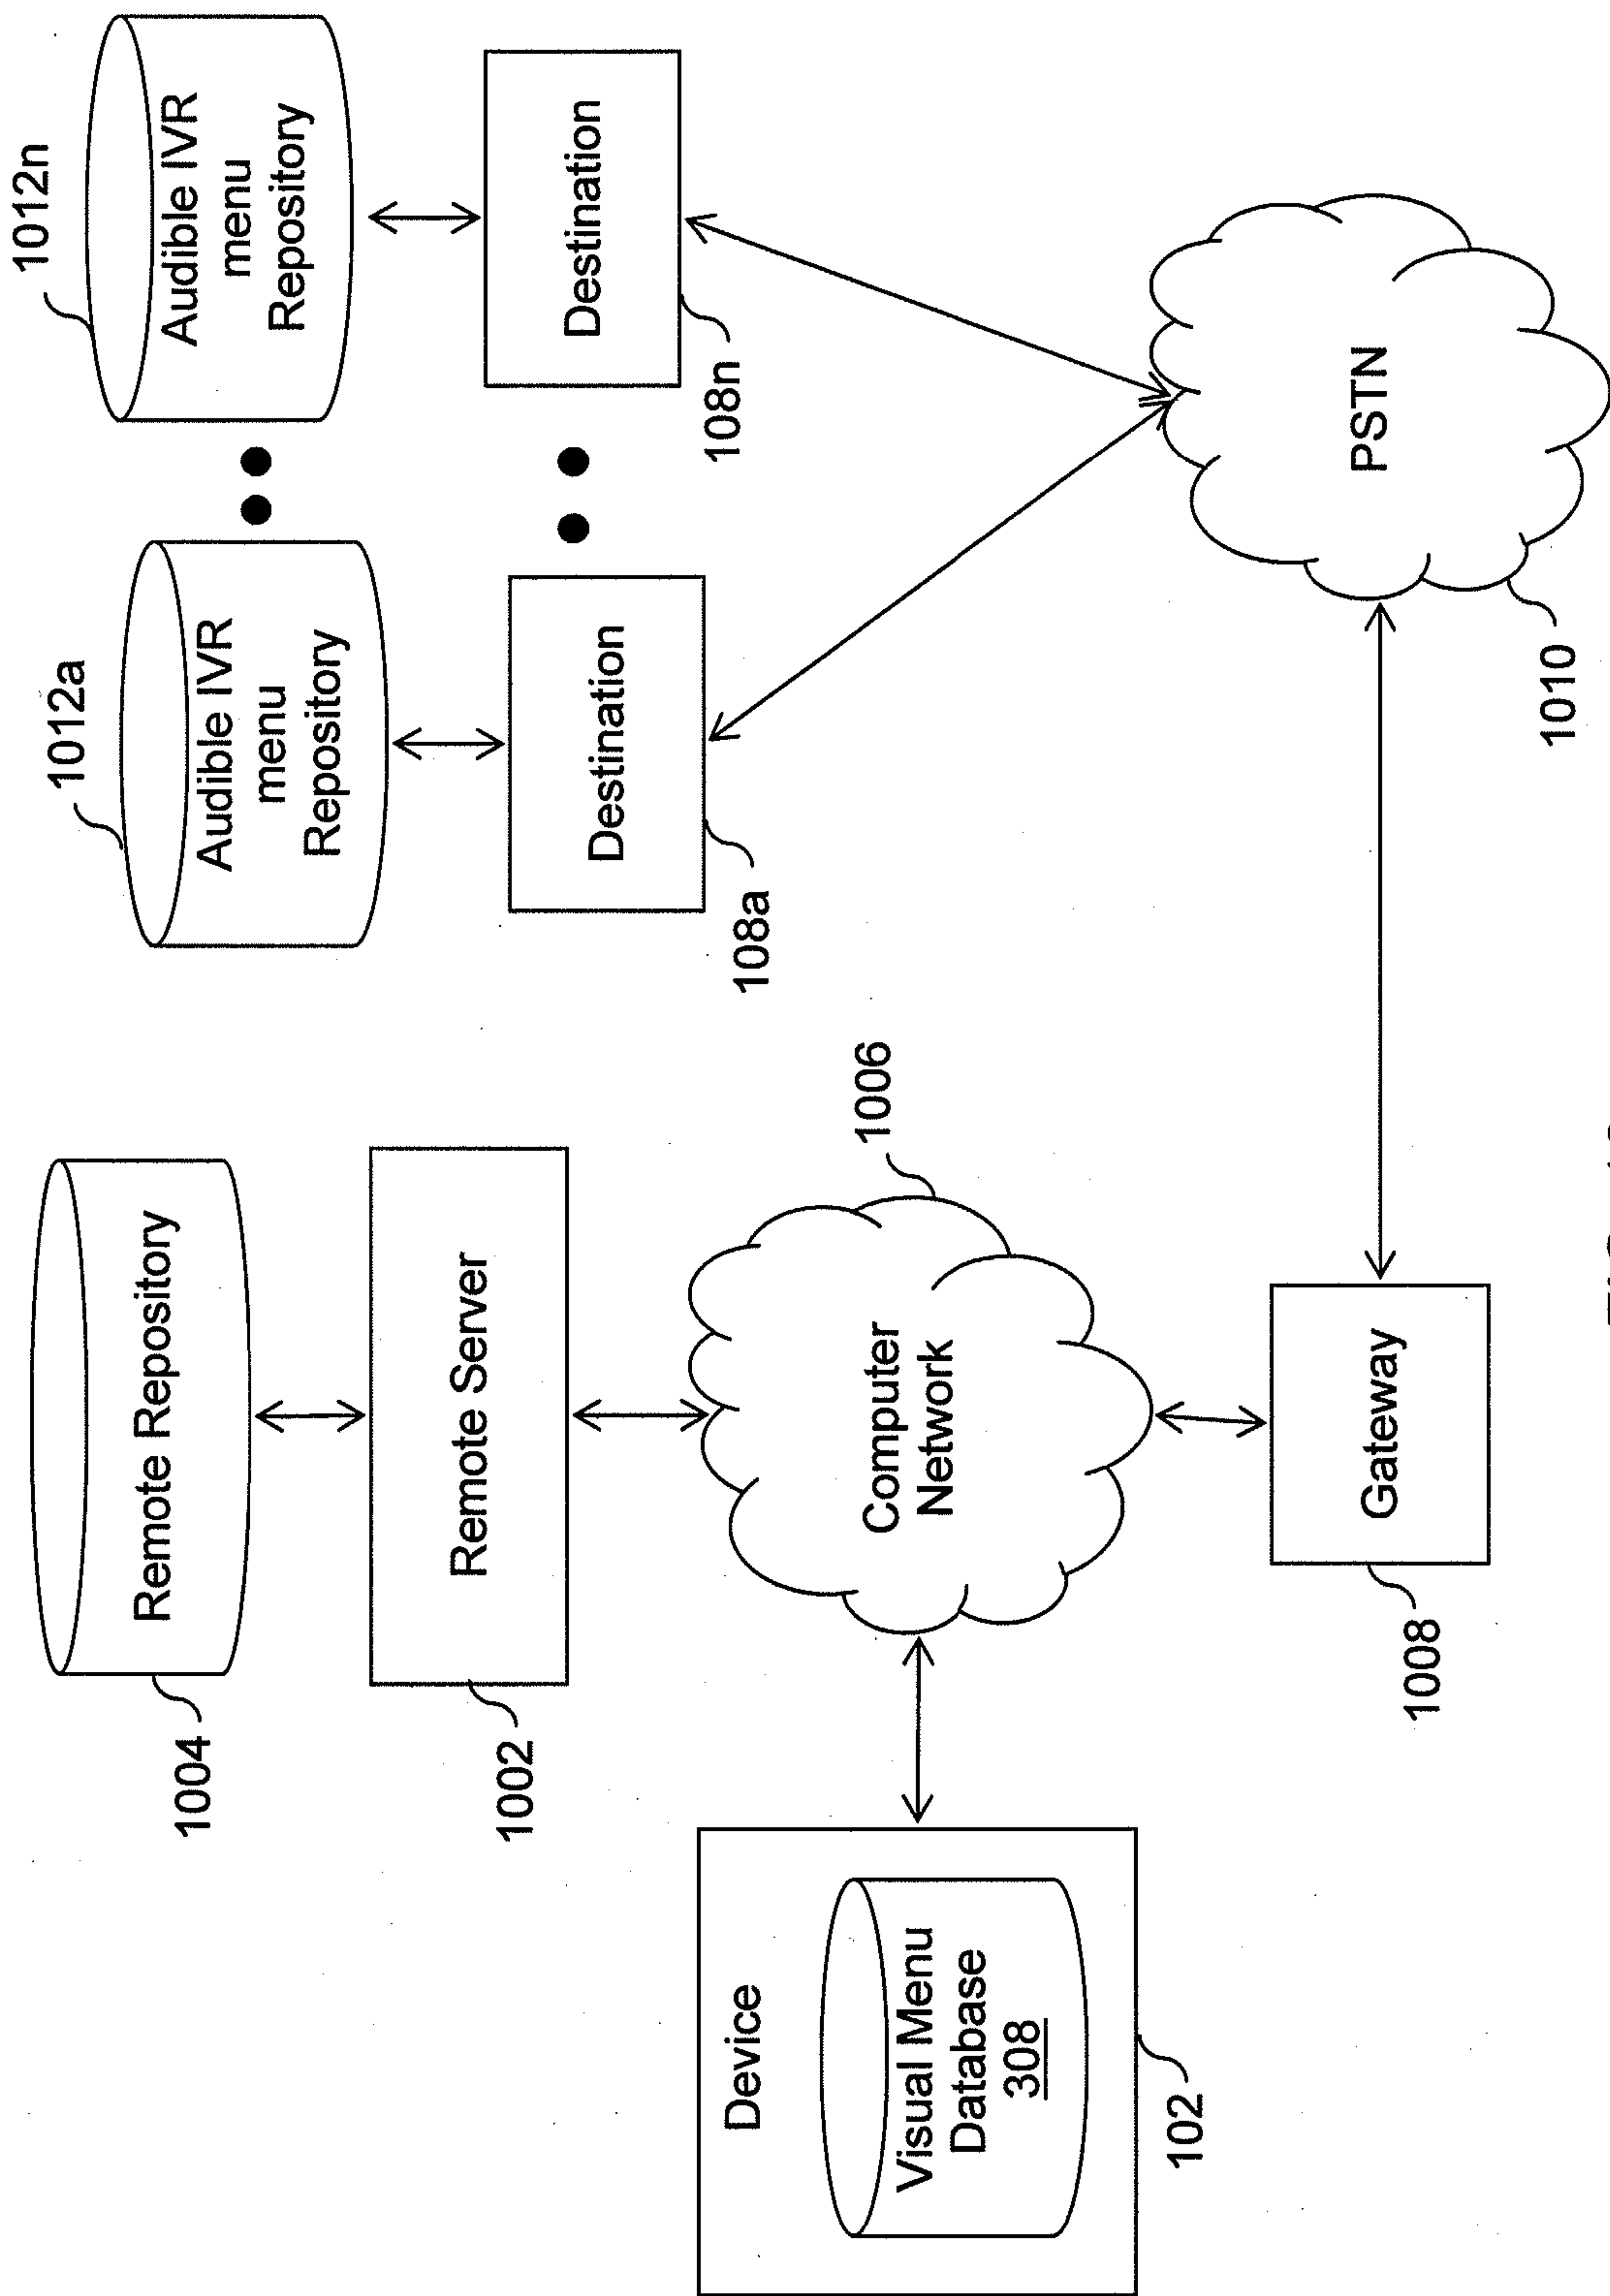 1004
Remote Repository
1002
Remote Server
1006
Computer
Network
Device
Visual Menu
Database
308
102
1008
Gateway
1012a
Audible IVR
menu
Repository
1012n
Audible IVR
menu
Repository
Destination
108a
Destination
108n
PSTN
1010